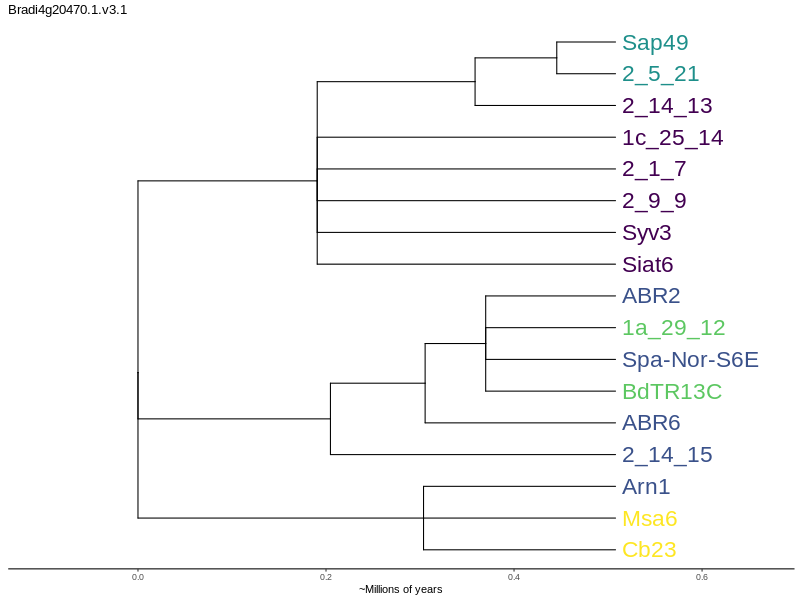 Bradi4g20470.1.v3.1
Sap49
2_5_21
2_14_13
1c_25_14
2_1_7
2_9_9
Syv3
Siat6
ABR2
1a_29_12
Spa-Nor-S6E
BdTR13C
ABR6
2_14_15
Arn1
Msa6
Cb23
0.0 0.2 0.4 0.6
~Millions of years